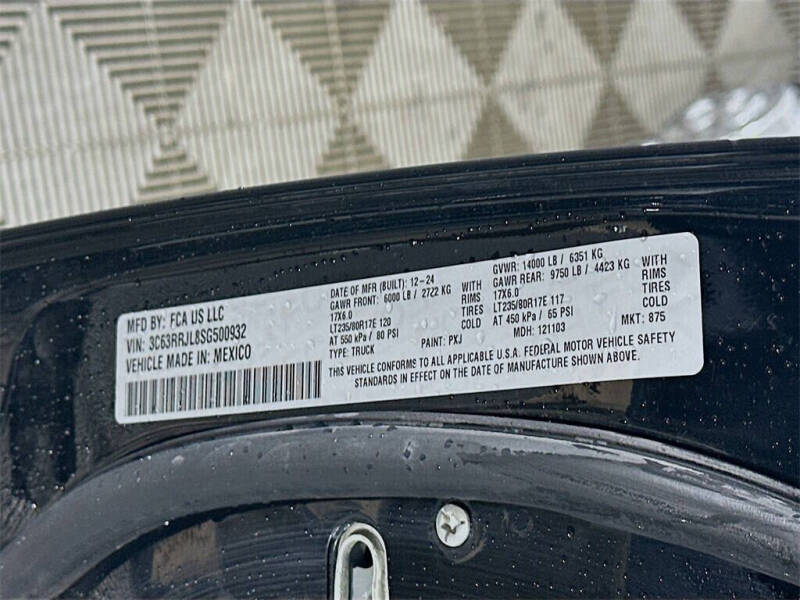 MFD BY: FCA US LLC
VIN: 3C63RRJL8SG500932
VEHICLE MADE IN: MEXICO
DATE OF MFR (BUILT): 12-24
GAWR FRONT: 6000 LB / 2722 KG WITH
17X6.0 RIMS
LT235/80R17E 120 TIRES
AT 550 kPa / 80 PSI COLD
TYPE: TRUCK PAINT: PXJ
GVWR: 14000 LB / 6351 KG
GAWR REAR: 9750 LB / 4423 KG WITH
17X6.0 RIMS
LT235/80R17E 117 TIRES
AT 450 kPa / 65 PSI COLD
MDH: 121103 MKT: 875
THIS VEHICLE CONFORMS TO ALL APPLICABLE U.S.A. FEDERAL MOTOR VEHICLE SAFETY
STANDARDS IN EFFECT ON THE DATE OF MANUFACTURE SHOWN ABOVE.